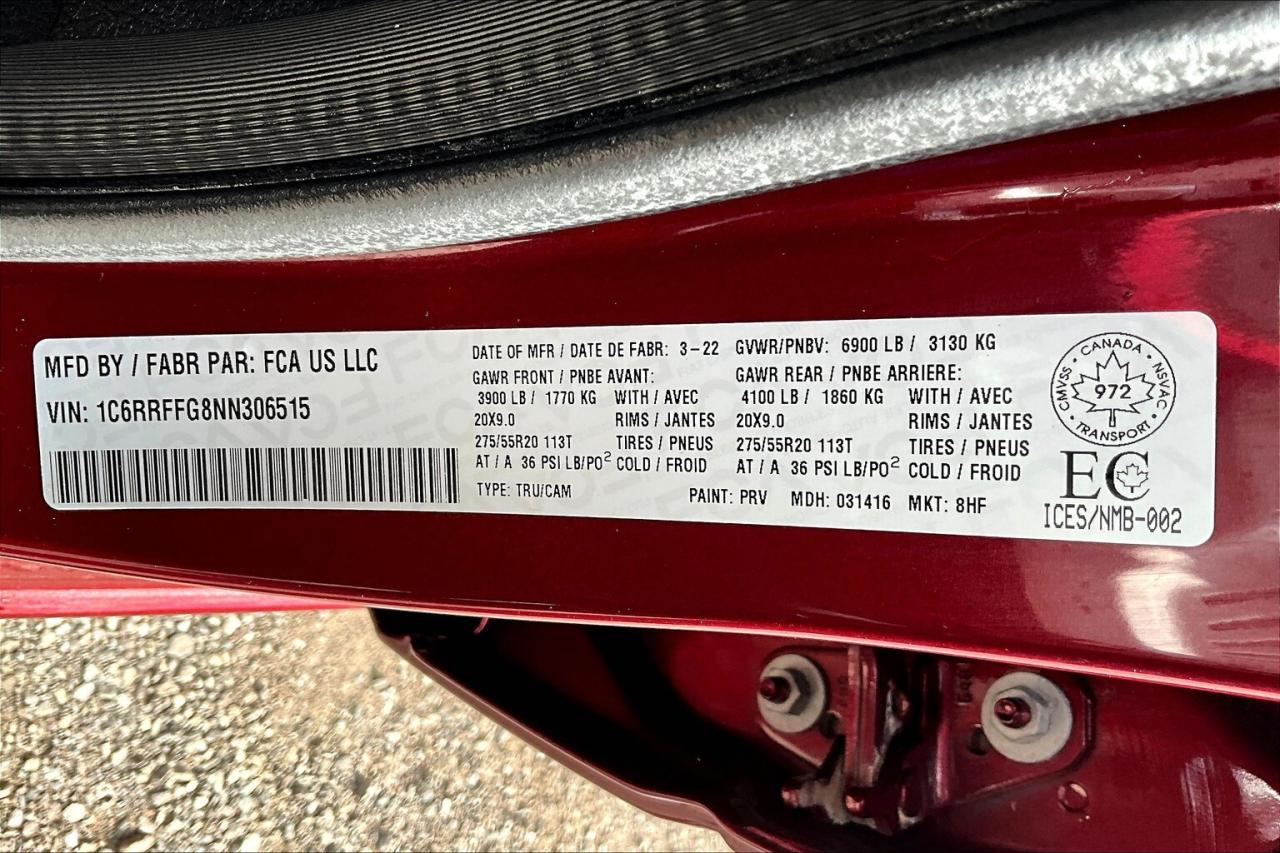 MFD BY / FABR PAR: FCA US LLC
VIN: 1C6RRFFG8NN306515
DATE OF MFR / DATE DE FABR: 3-22 GVWR/PNBV: 6900 LB / 3130 KG
GAWR FRONT / PNBE AVANT: GAWR REAR / PNBE ARRIERE:
3900 LB / 1770 KG WITH / AVEC 4100 LB / 1860 KG WITH / AVEC
20X9.0 RIMS / JANTES 20X9.0 RIMS / JANTES
275/55R20 113T TIRES / PNEUS 275/55R20 113T TIRES / PNEUS
AT / A 36 PSI LB/PO² COLD / FROID AT / A 36 PSI LB/PO² COLD / FROID
TYPE: TRU/CAM PAINT: PRV MDH: 031416 MKT: 8HF
CMVSS · CANADA · NSVAC · TRANSPORT ·
972
EC
ICES/NMB-002